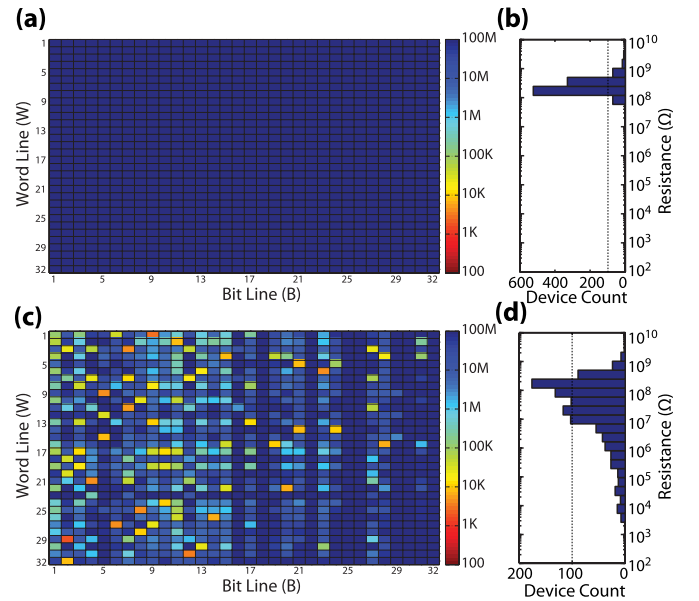 (a)
1
5
9
13
17
21
25
29
32
Word Line (W)
1 5 9 13 17 21 25 29 32
Bit Line (B)
100M
10M
1M
100K
10K
1K
100
(b)
10^10
10^9
10^8
10^7
10^6
10^5
10^4
10^3
10^2
Resistance (Ω)
600 400 200 0
Device Count
(c)
1
5
9
13
17
21
25
29
32
Word Line (W)
1 5 9 13 17 21 25 29 32
Bit Line (B)
100M
10M
1M
100K
10K
1K
100
(d)
10^10
10^9
10^8
10^7
10^6
10^5
10^4
10^3
10^2
Resistance (Ω)
200 100 0
Device Count